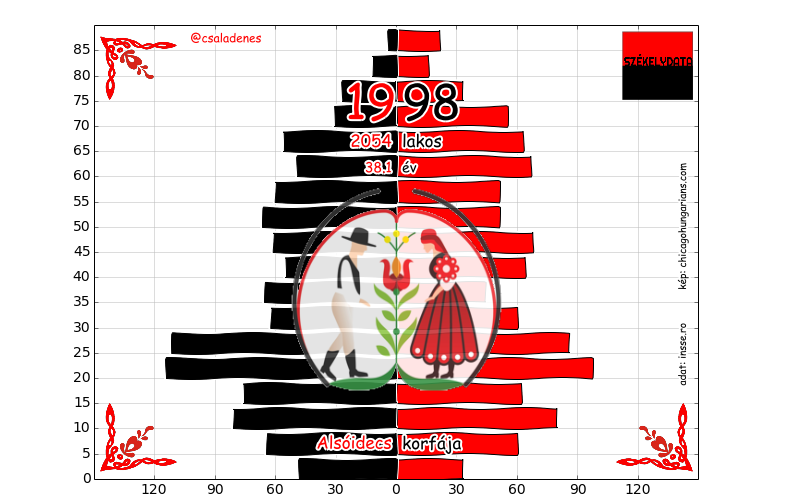 @csaladenes
SZÉKELYDATA
1998
2054 lakos
38.1 év
85
80
75
70
65
60
55
50
45
40
35
30
25
20
15
10
5
0
kép: chicagohungarians.com
adat: insse.ro
Alsóidecs korfája
120 90 60 30 0 30 60 90 120